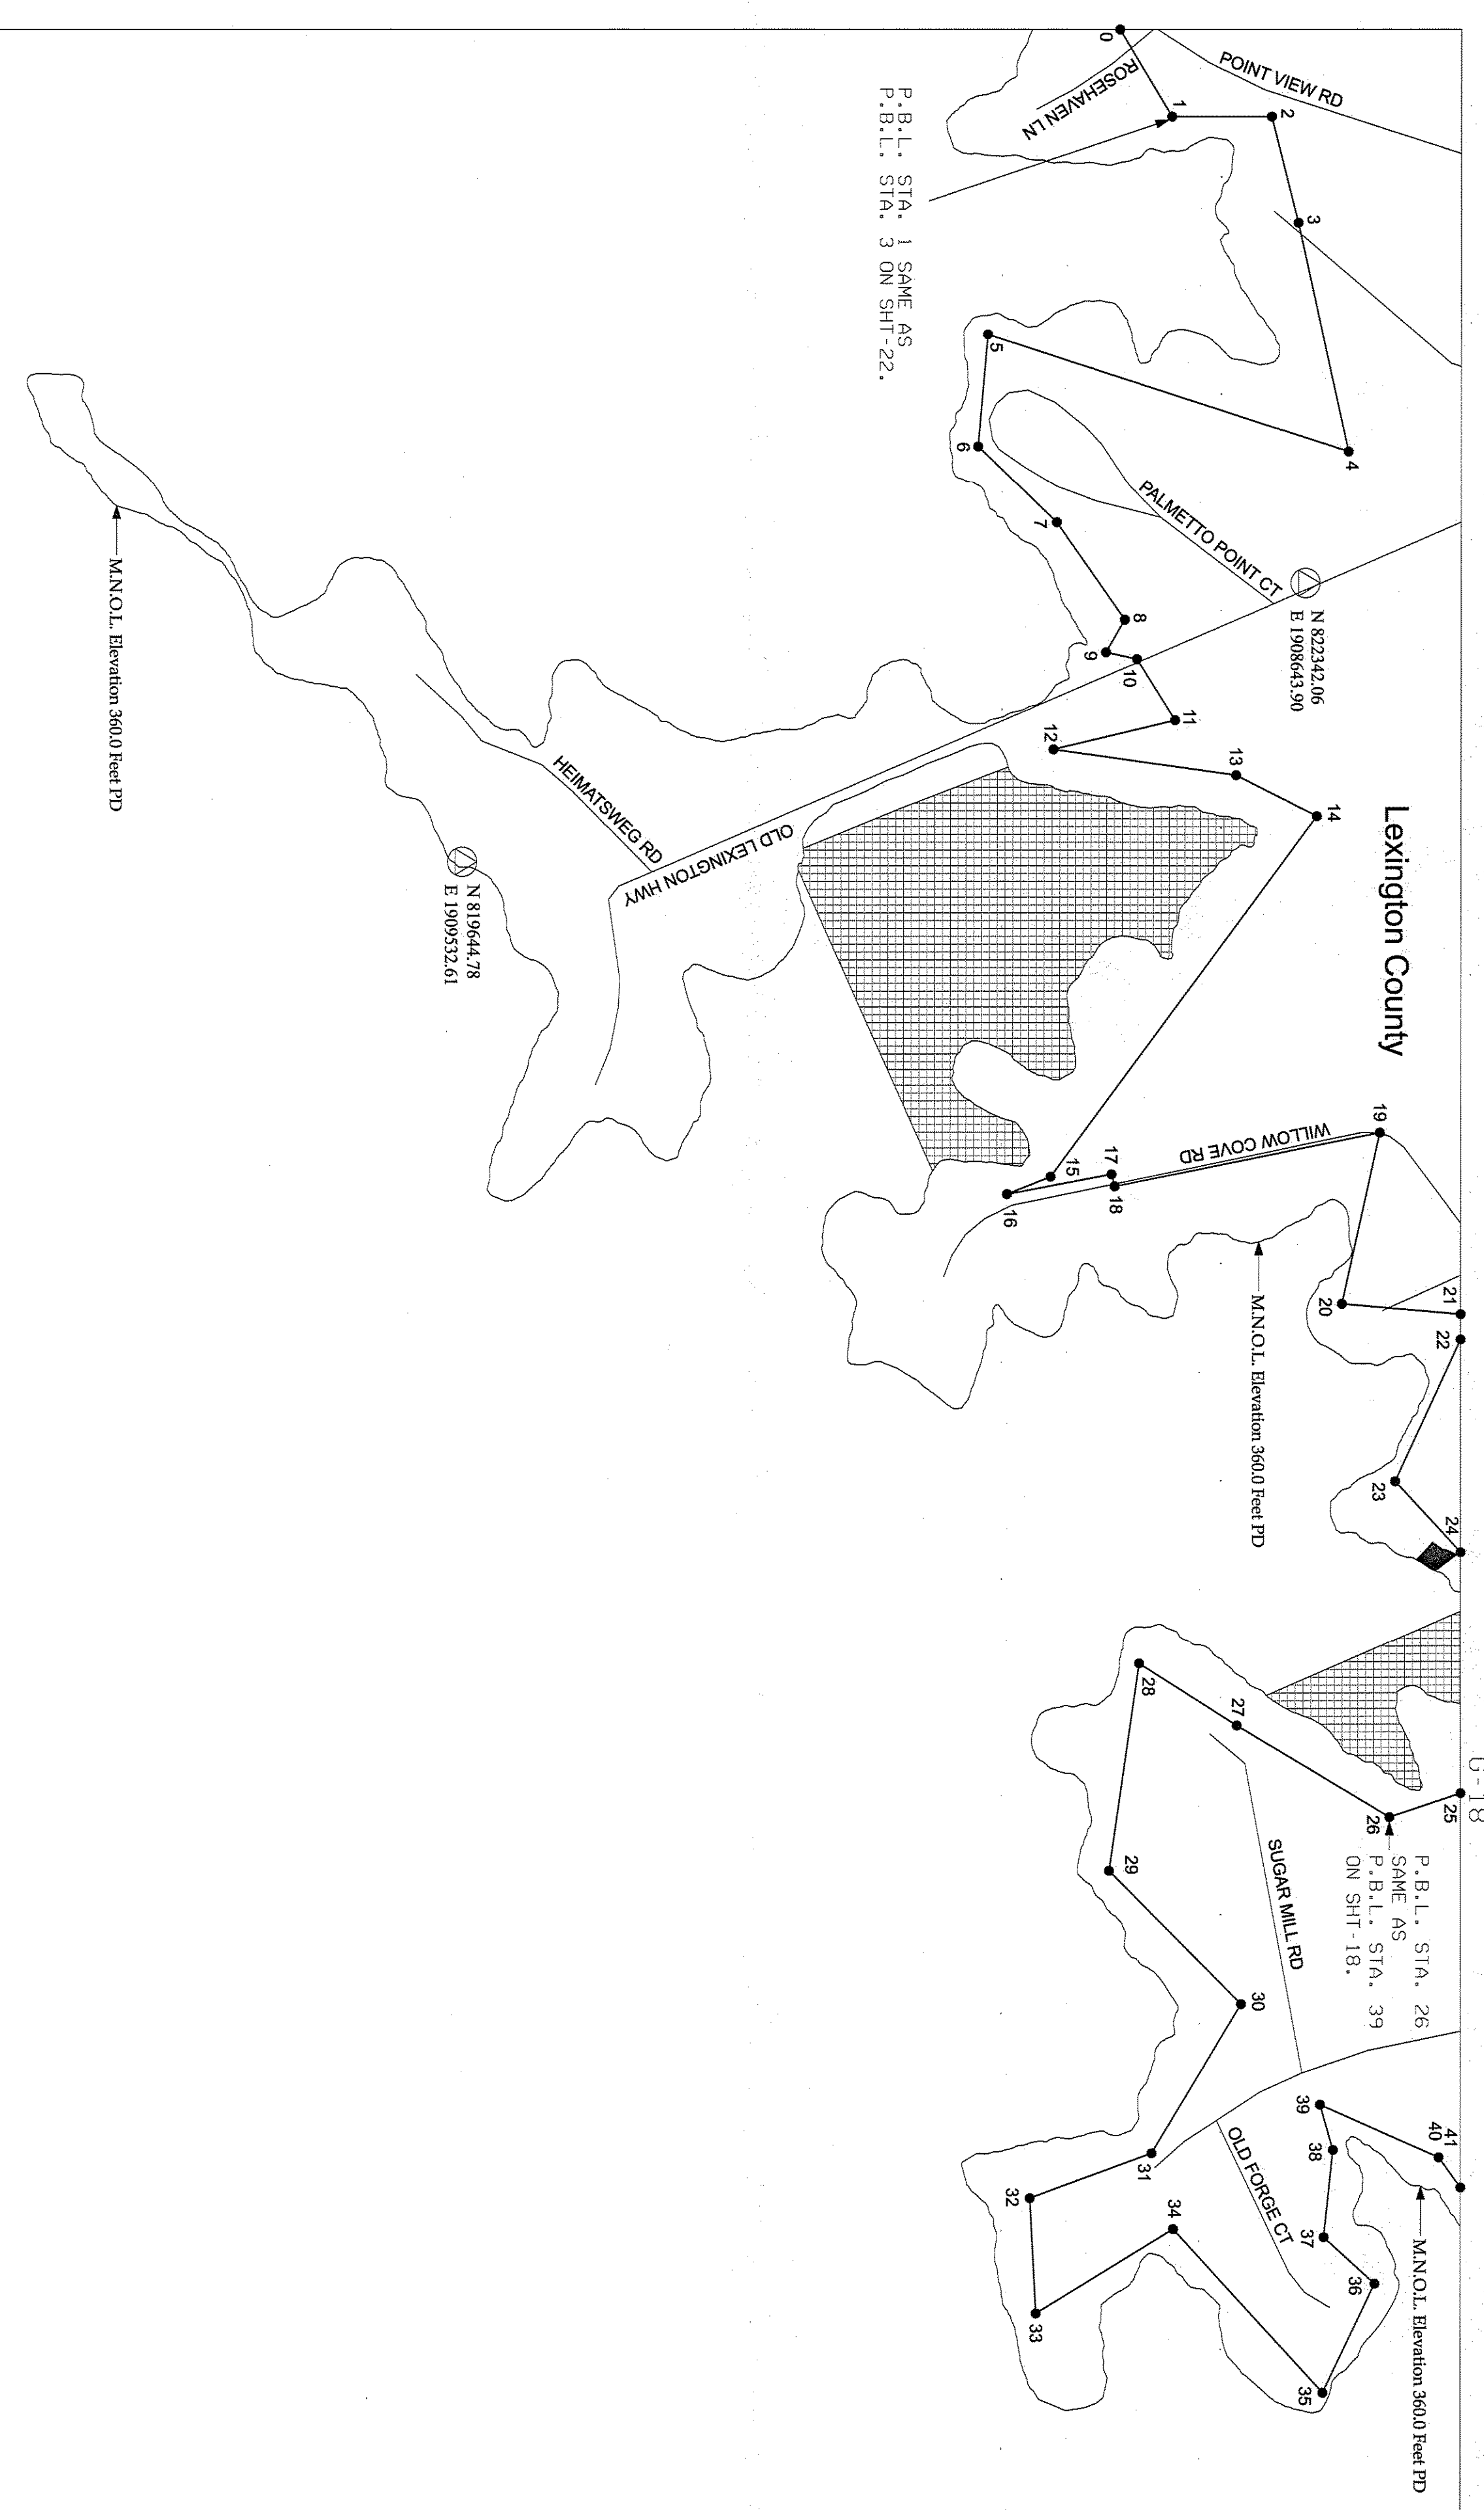 G-18
POINT VIEW RD
ROSEHAVEN LN
0
1
2
3
4
5
6
7
8
9
10
11
12
13
14
15
16
17
18
19
20
21
22
23
24
25
26
27
28
29
30
31
32
33
34
35
36
37
38
39
40
41
P.B.L. STA. 1 SAME AS
P.B.L. STA. 3 ON SHT-22.
PALMETTO POINT CT
N 822342.06
E 1908643.90
Lexington County
M.N.O.L. Elevation 360.0 Feet PD
HEIMATSWEG RD
OLD LEXINGTON HWY
N 819644.78
E 1909532.61
WILLOW COVE RD
M.N.O.L. Elevation 360.0 Feet PD
P.B.L. STA. 26
SAME AS
P.B.L. STA. 39
ON SHT-18.
SUGAR MILL RD
OLD FORGE CT
M.N.O.L. Elevation 360.0 Feet PD